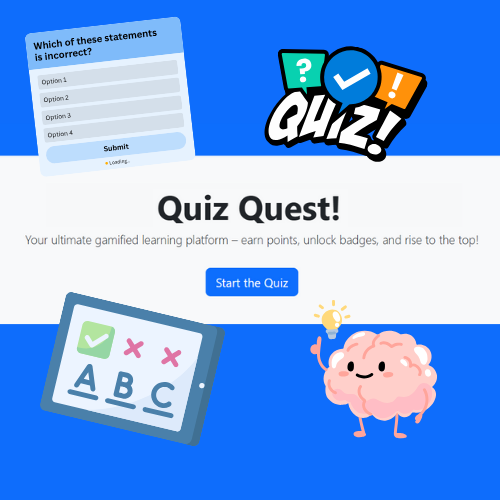 Which of these statements
is incorrect?
Option 1
Option 2
Option 3
Option 4
Submit
Loading...
?
!
QUIZ!
Quiz Quest!
Your ultimate gamified learning platform – earn points, unlock badges, and rise to the top!
Start the Quiz
A B C